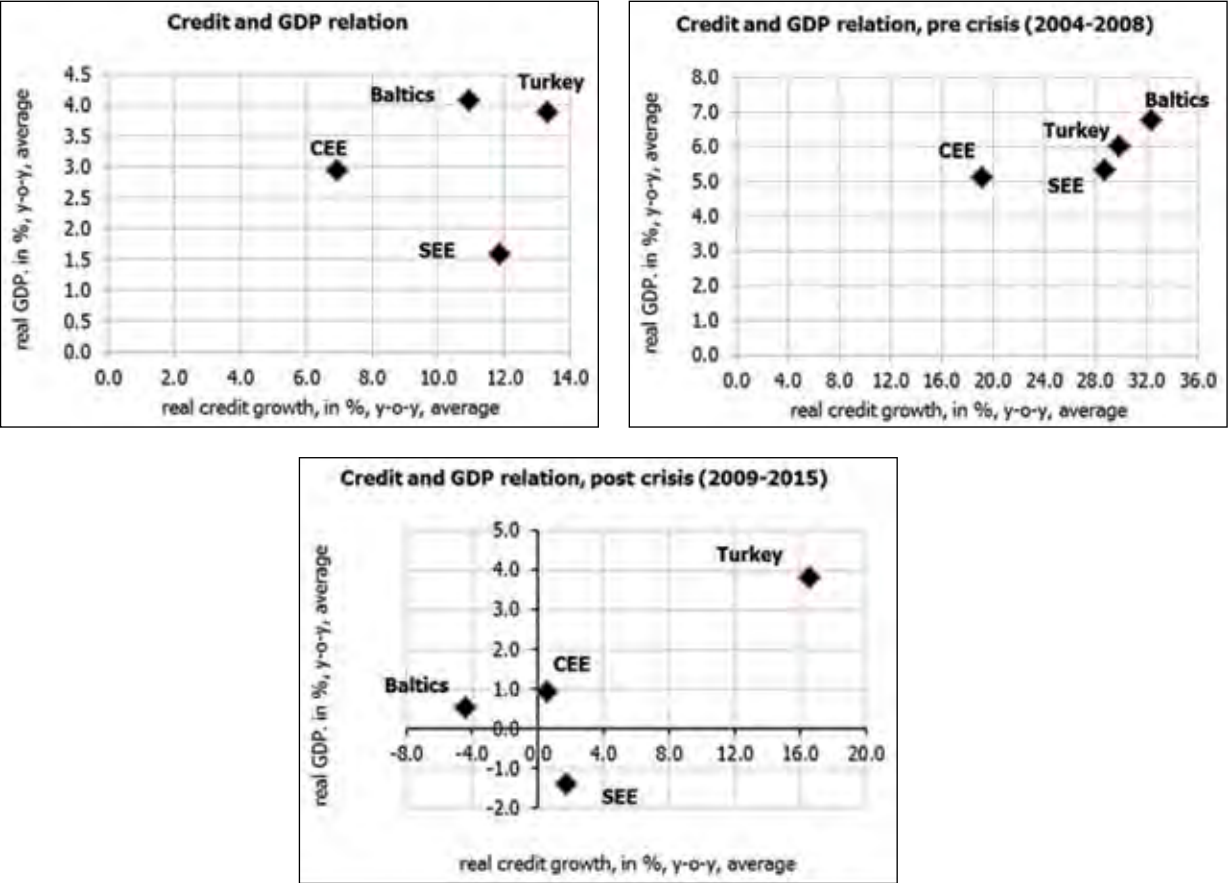 Credit and GDP relation
real GDP. in %, y-o-y, average
4.5
4.0
3.5
3.0
2.5
2.0
1.5
1.0
0.5
0.0
Baltics
Turkey
CEE
SEE
0.0 2.0 4.0 6.0 8.0 10.0 12.0 14.0
real credit growth, in %, y-o-y, average
Credit and GDP relation, pre crisis (2004-2008)
real GDP. in %, y-o-y, average
8.0
7.0
6.0
5.0
4.0
3.0
2.0
1.0
0.0
Baltics
Turkey
CEE
SEE
0.0 4.0 8.0 12.0 16.0 20.0 24.0 28.0 32.0 36.0
real credit growth, in %, y-o-y, average
Credit and GDP relation, post crisis (2009-2015)
real GDP. in %, y-o-y, average
5.0
4.0
3.0
2.0
1.0
0.0
-1.0
-2.0
Turkey
CEE
Baltics
SEE
-8.0 -4.0 0.0 4.0 8.0 12.0 16.0 20.0
real credit growth, in %, y-o-y, average